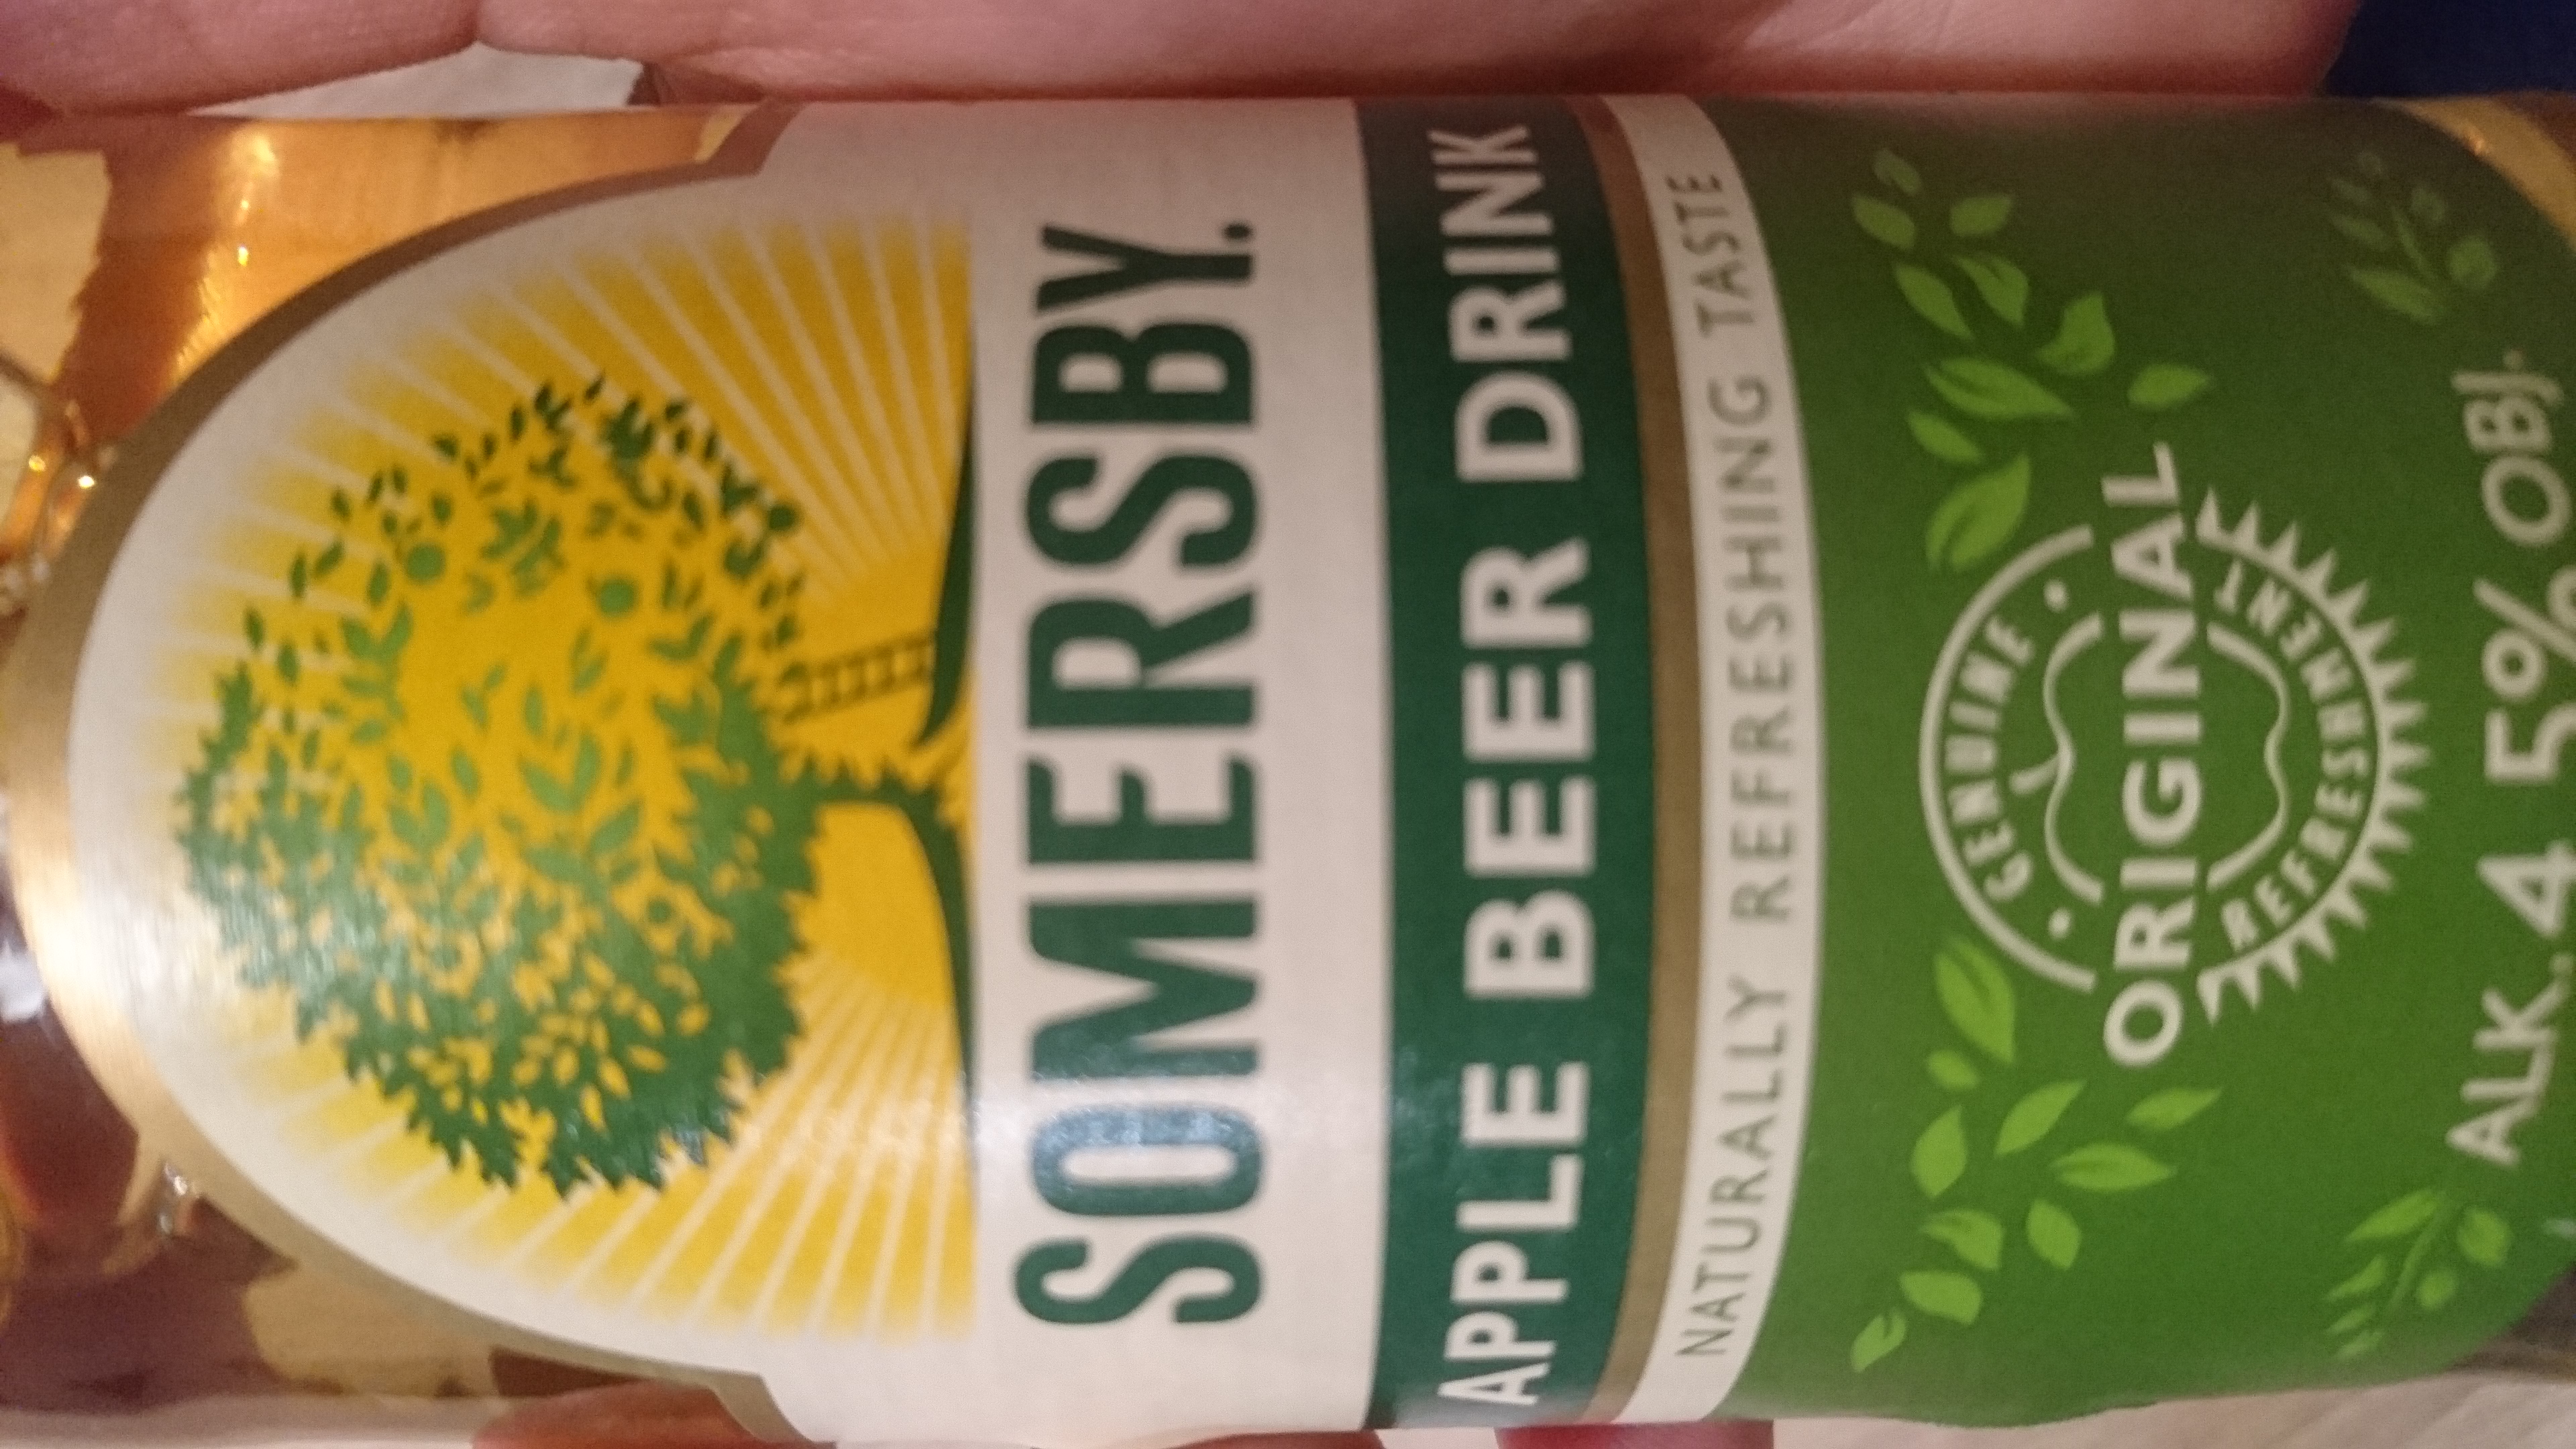 SOMERSBY.
APPLE BEER DRINK
NATURALLY REFRESHING TASTE
GENUINE
ORIGINAL
REFRESHMENT
ALK. 4,5% OBJ.